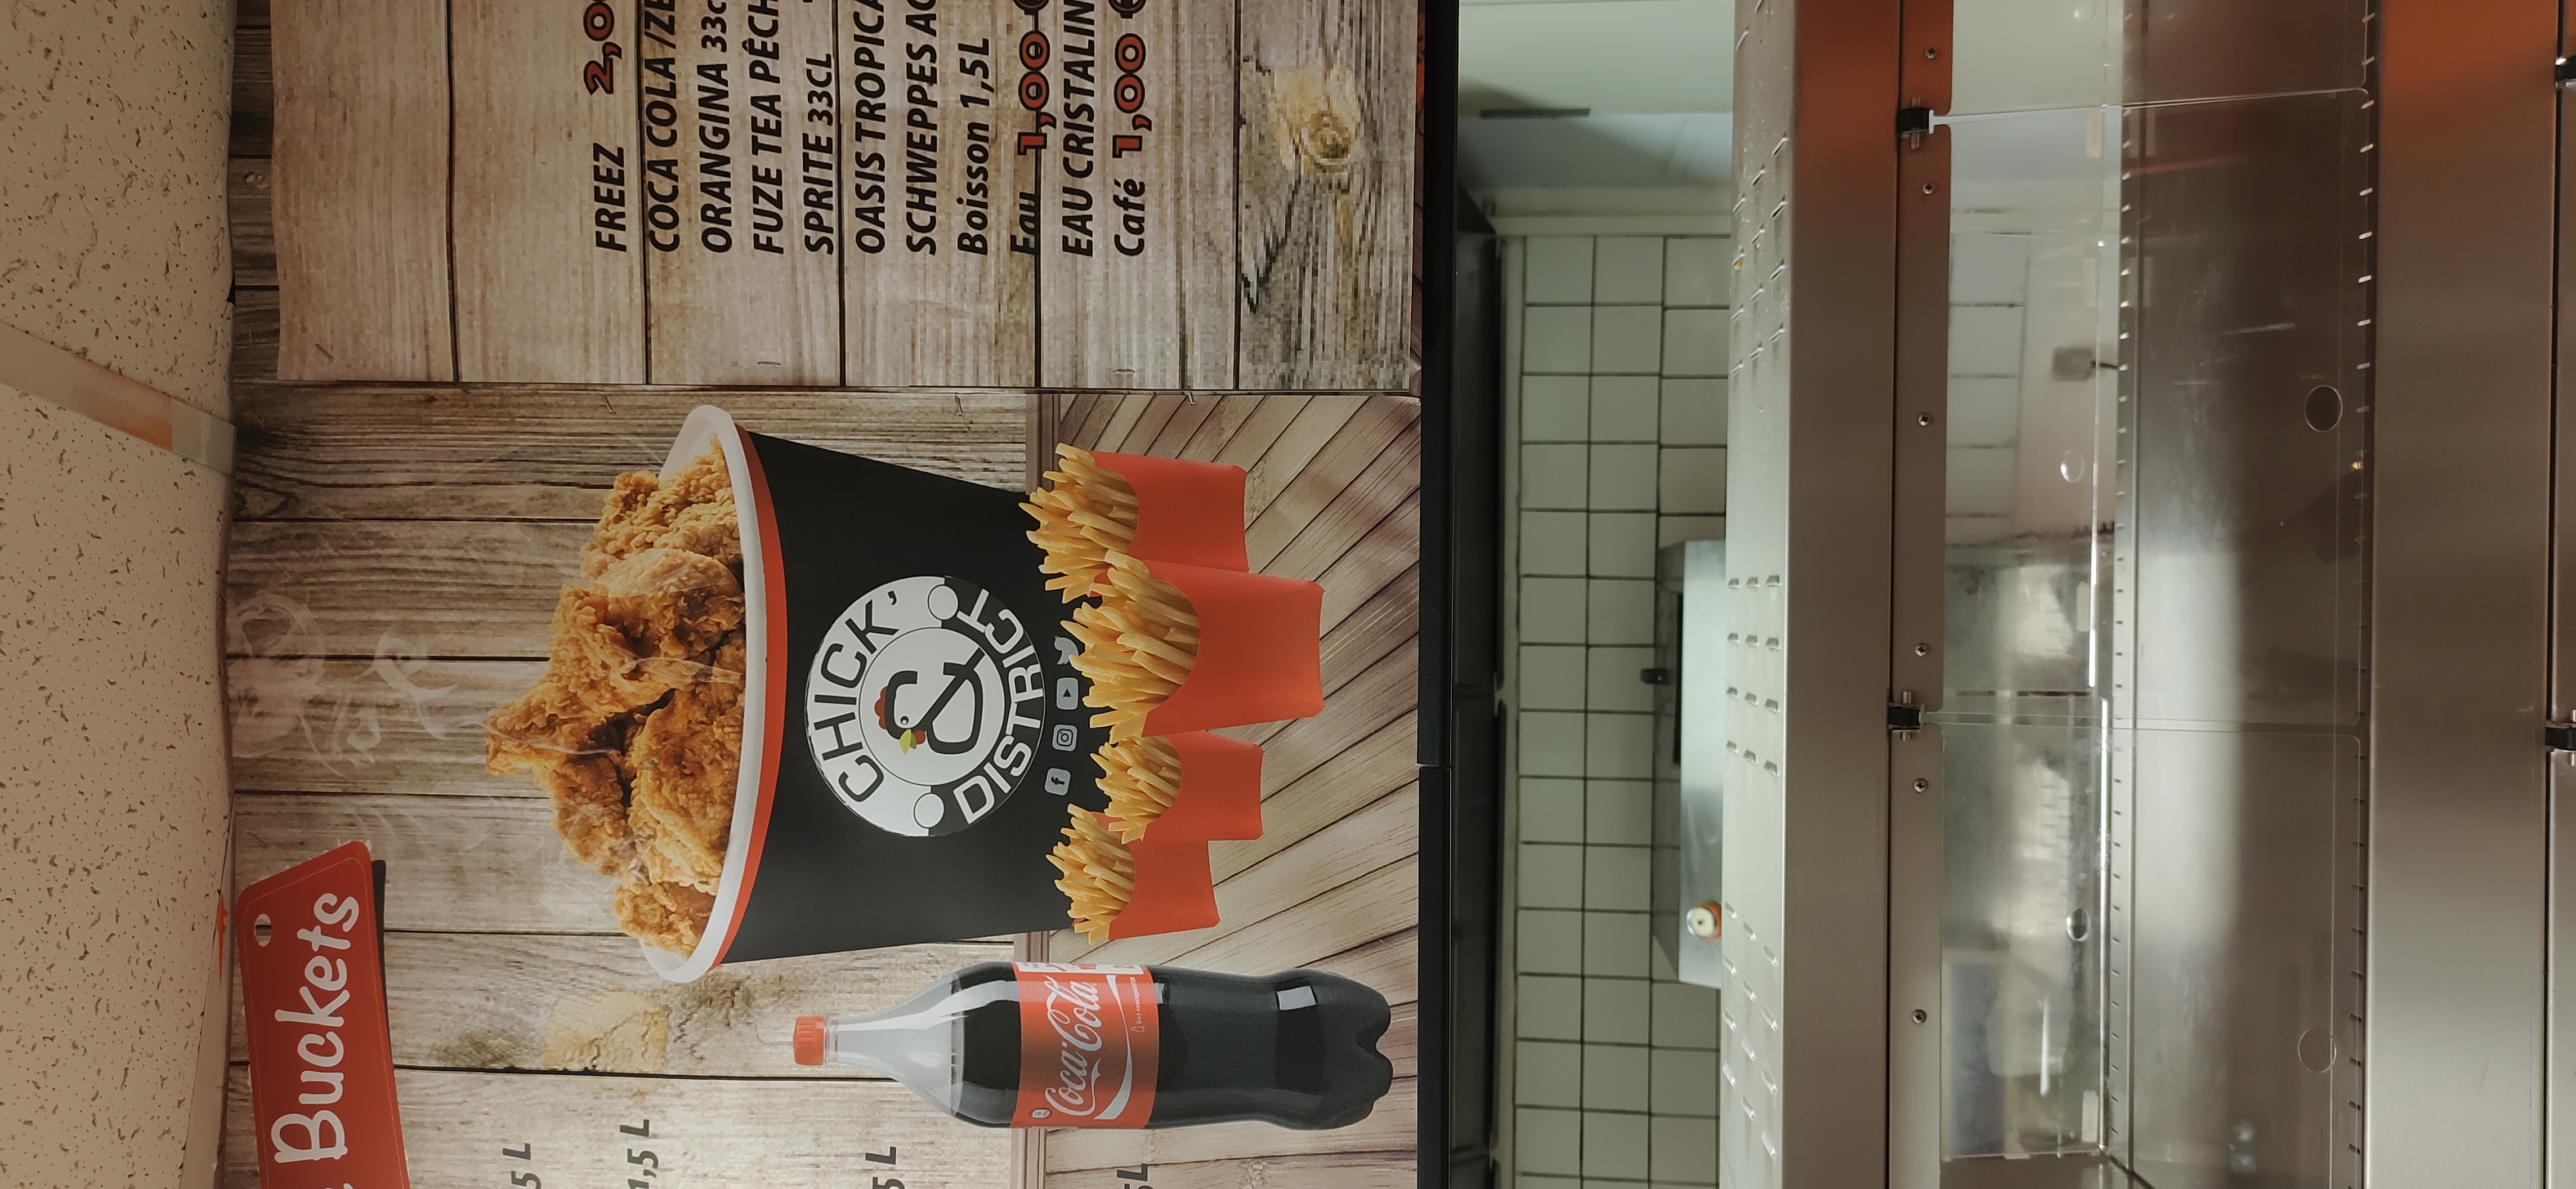 Buckets
5 L
1,5 L
5 L
5L
CHICK'
&
DISTRICT
Coca-Cola
FREEZ 2,0
COCA COLA /ZE
ORANGINA 33c
FUZE TEA PÊCH
SPRITE 33CL
OASIS TROPICA
SCHWEPPES AG
Boisson 1,5L
Eau 1,00 €
EAU CRISTALIN
Café 1,00 €